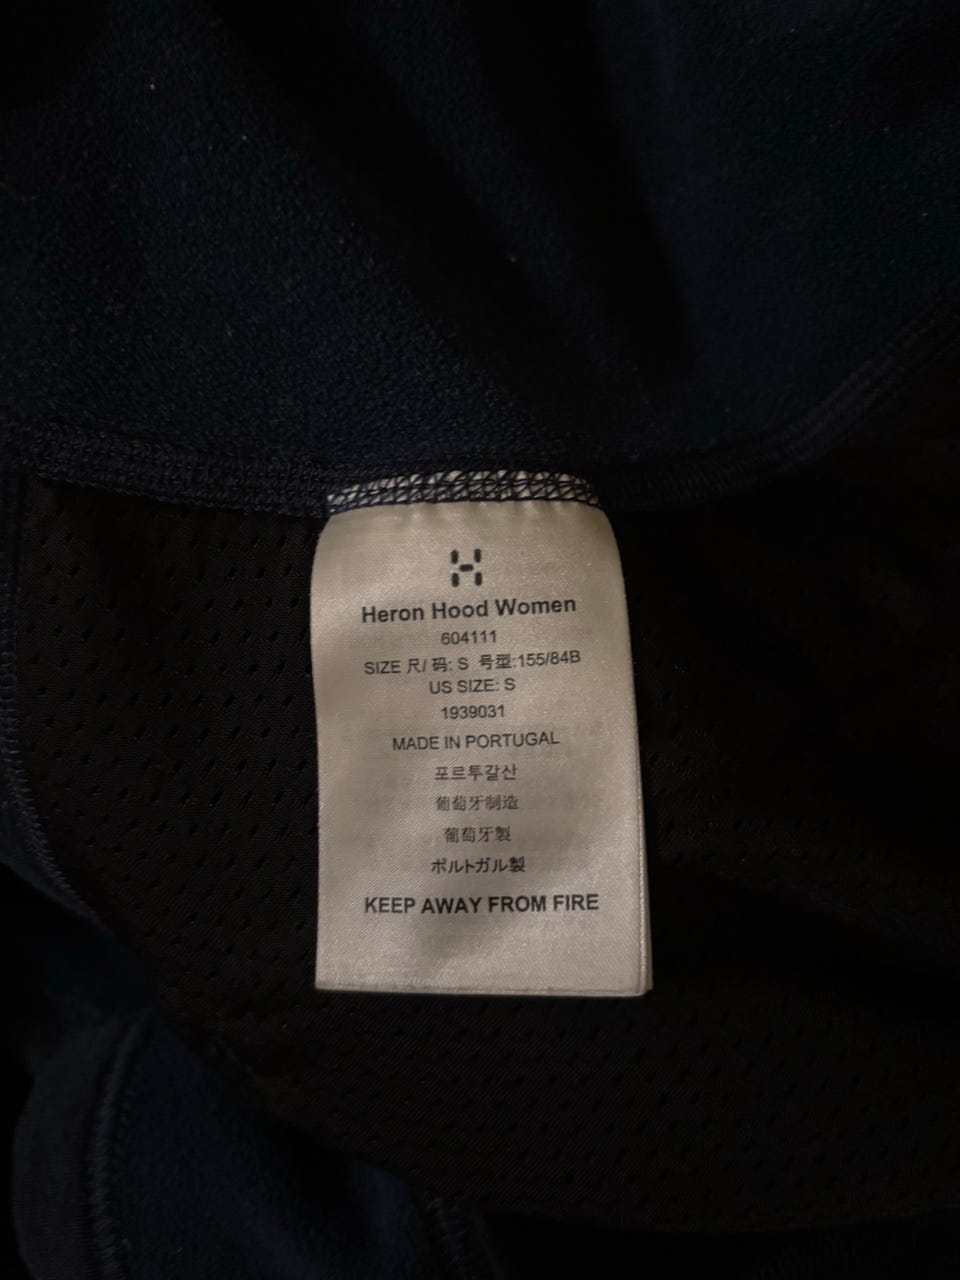 Heron Hood Women
604111
SIZE 尺/ 码: S 号型:155/84B
US SIZE: S
1939031
MADE IN PORTUGAL
포르투갈산
葡萄牙制造
葡萄牙製
ポルトガル製
KEEP AWAY FROM FIRE